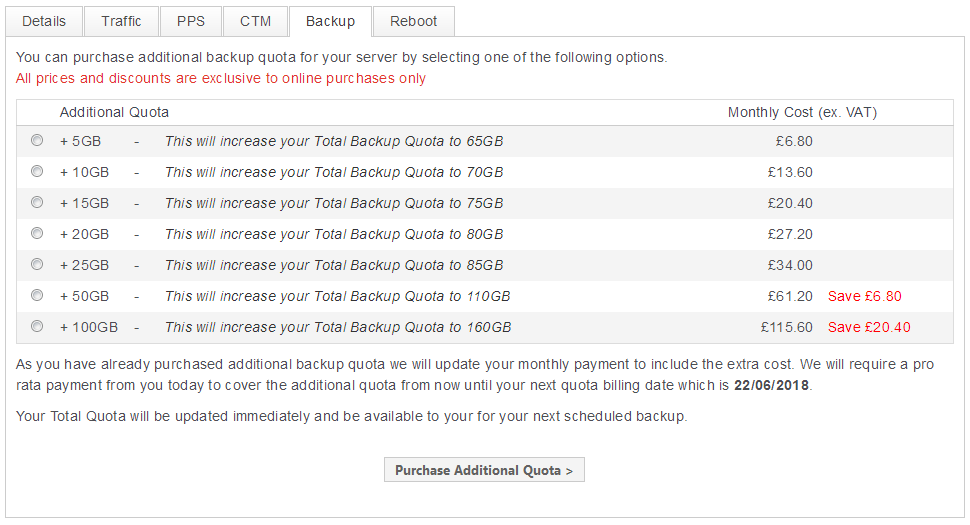 Details Traffic PPS CTM Backup Reboot
You can purchase additional backup quota for your server by selecting one of the following options.
All prices and discounts are exclusive to online purchases only
Additional Quota Monthly Cost (ex. VAT)
+ 5GB - This will increase your Total Backup Quota to 65GB £6.80
+ 10GB - This will increase your Total Backup Quota to 70GB £13.60
+ 15GB - This will increase your Total Backup Quota to 75GB £20.40
+ 20GB - This will increase your Total Backup Quota to 80GB £27.20
+ 25GB - This will increase your Total Backup Quota to 85GB £34.00
+ 50GB - This will increase your Total Backup Quota to 110GB £61.20 Save £6.80
+ 100GB - This will increase your Total Backup Quota to 160GB £115.60 Save £20.40
As you have already purchased additional backup quota we will update your monthly payment to include the extra cost. We will require a pro
rata payment from you today to cover the additional quota from now until your next quota billing date which is 22/06/2018.
Your Total Quota will be updated immediately and be available to your for your next scheduled backup.
Purchase Additional Quota >